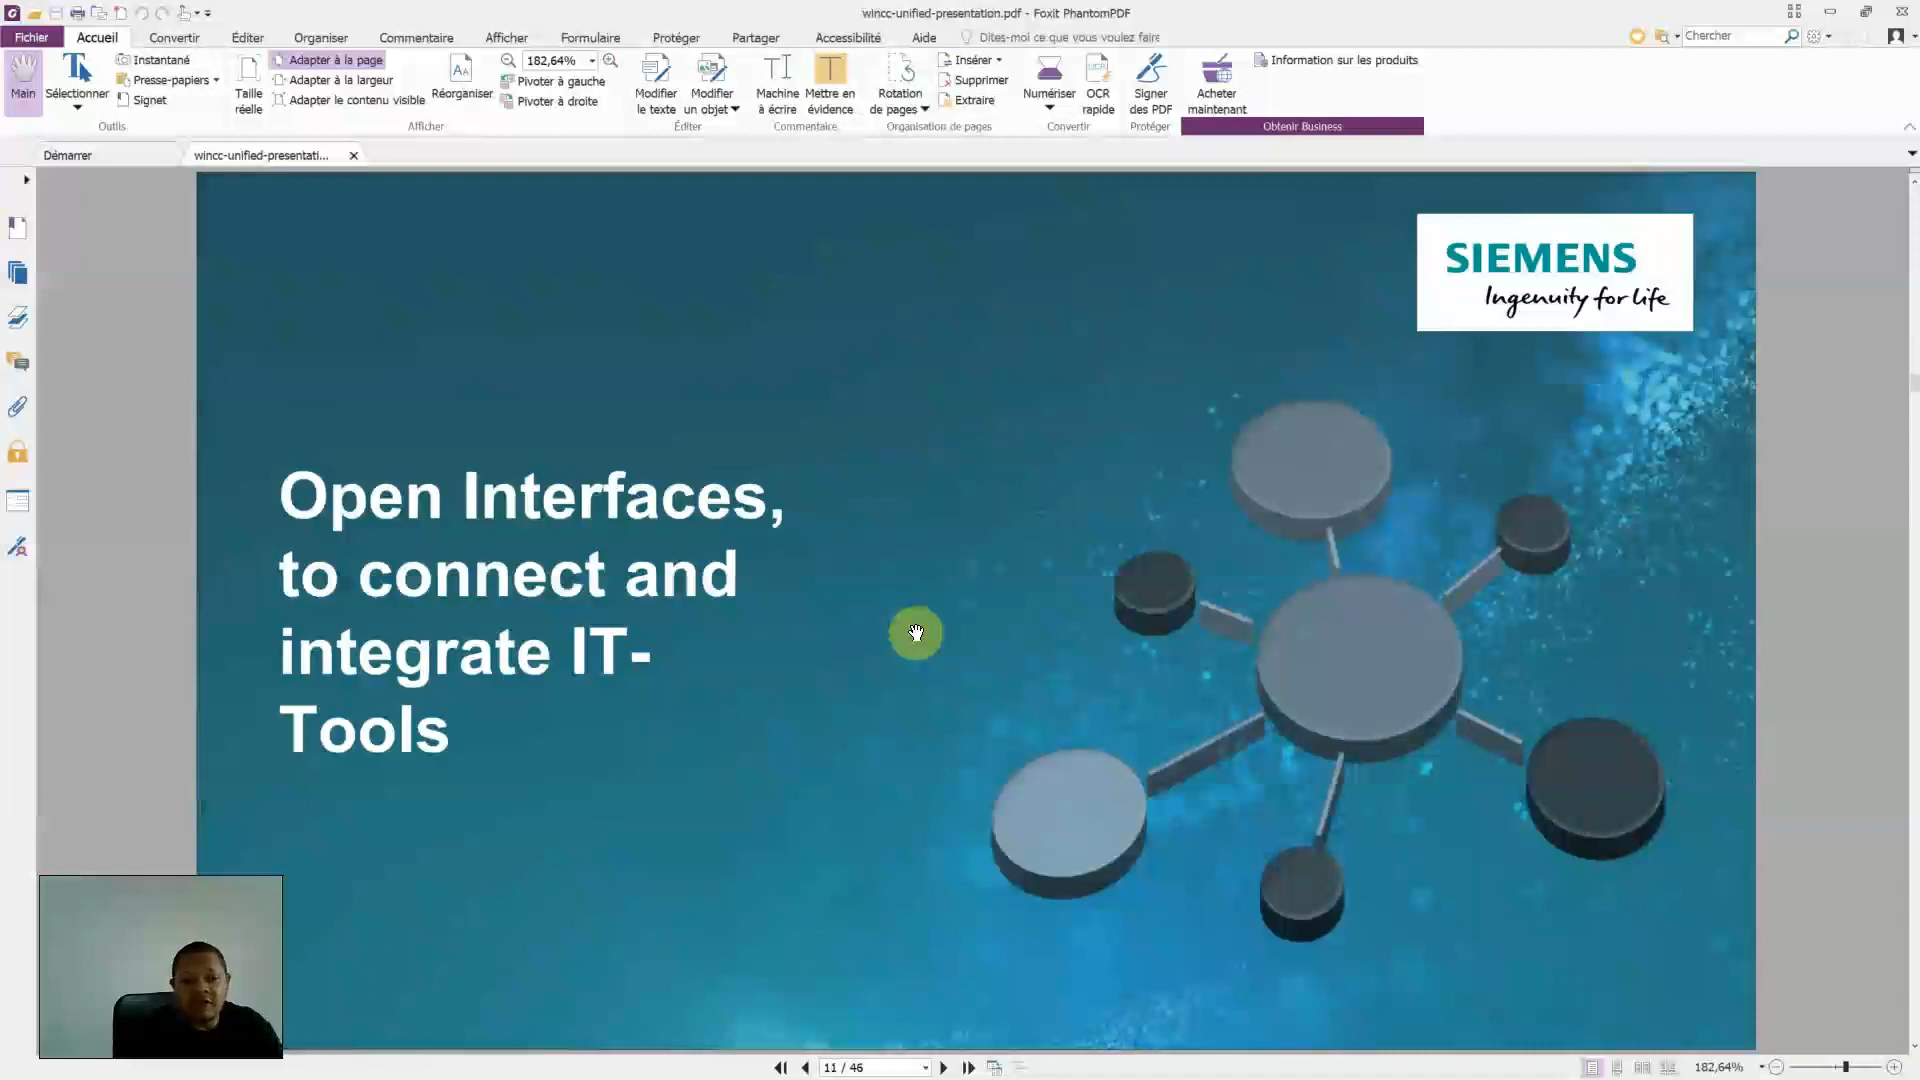 wincc-unified-presentation.pdf - Foxit PhantomPDF
Fichier Accueil Convertir Éditer Organiser Commentaire Afficher Formulaire Protéger Partager Accessibilité Aide Dites-moi ce que vous voulez faire Chercher
Main
Sélectionner
Instantané
Presse-papiers
Signet
Outils
Taille
réelle
Adapter à la page
Adapter à la largeur
Adapter le contenu visible
Réorganiser
182,64%
Pivoter à gauche
Pivoter à droite
Afficher
Modifier
le texte
Modifier
un objet
Éditer
Machine
à écrire
Mettre en
évidence
Commentaire
Rotation
de pages
Insérer
Supprimer
Extraire
Organisation de pages
Numériser
OCR
rapide
Convertir
Signer
des PDF
Protéger
Acheter
maintenant
Information sur les produits
Obtenir Business
Démarrer
wincc-unified-presentati...
SIEMENS
Ingenuity for life
Open Interfaces,
to connect and
integrate IT-
Tools
11 / 46
182,64%